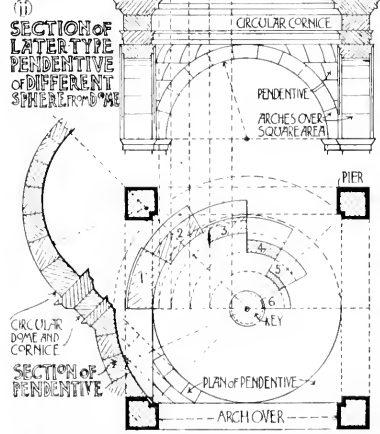 (ii)
SECTION OF
LATER TYPE
PENDENTIVE
OF DIFFERENT
SPHERE FROM DOME
CIRCULAR CORNICE
PENDENTIVE
ARCHES OVER
SQUARE AREA
PIER
1
2
3
4
5
6
KEY
CIRCULAR
DOME AND
CORNICE
SECTION OF
PENDENTIVE
PLAN OF PENDENTIVE
ARCH OVER